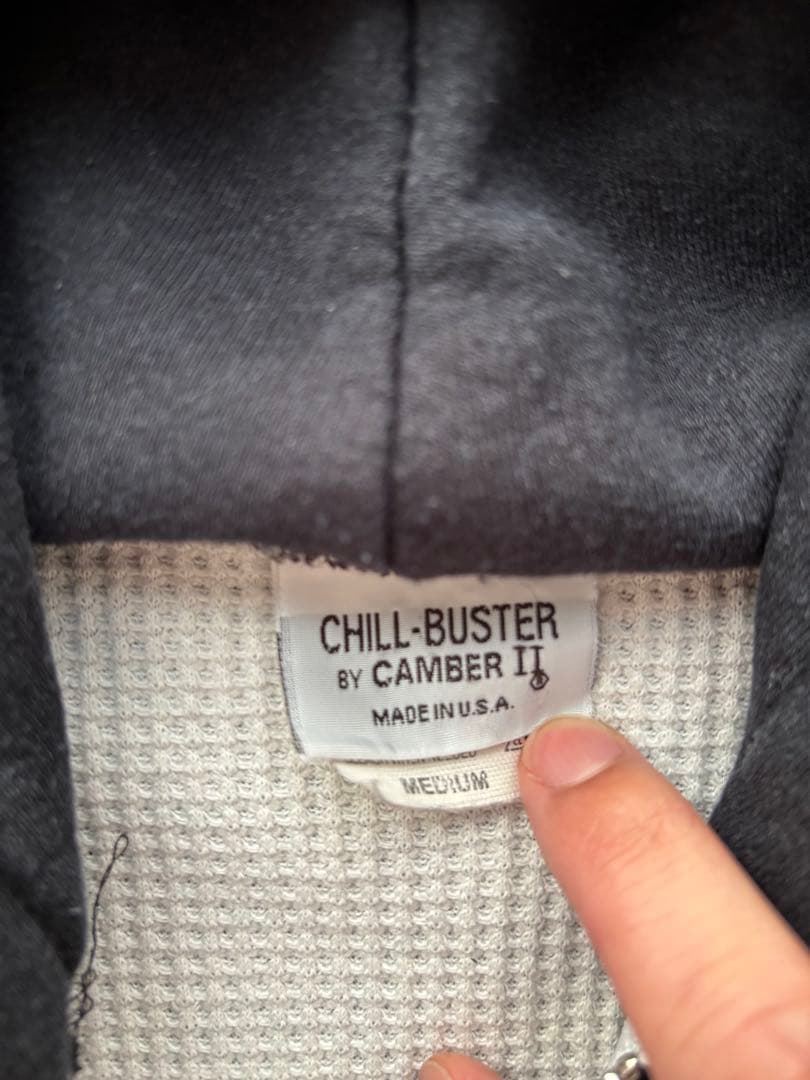 CHILL-BUSTER
BY CAMBER II
MADE IN U.S.A.
MEDIUM